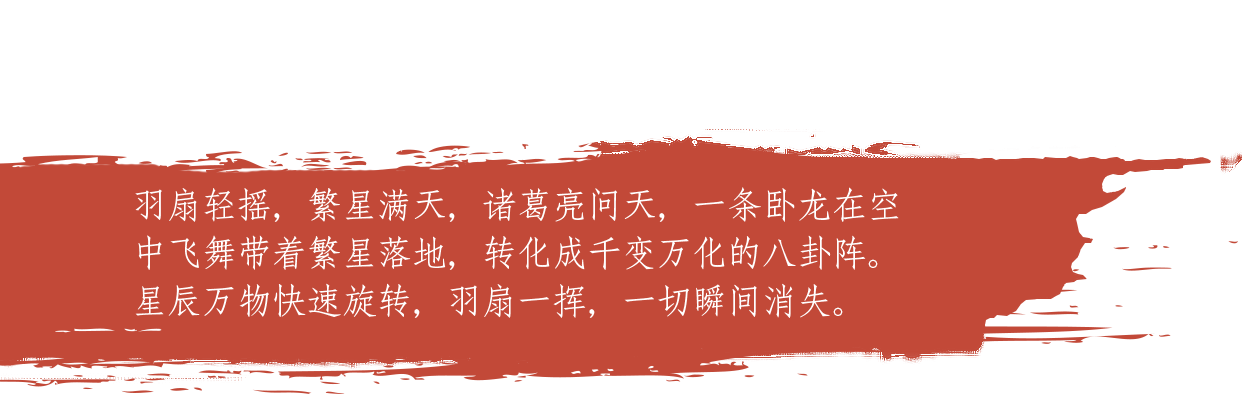 羽扇轻摇，繁星满天，诸葛亮问天，一条卧龙在空
中飞舞带着繁星落地，转化成千变万化的八卦阵。
星辰万物快速旋转，羽扇一挥，一切瞬间消失。